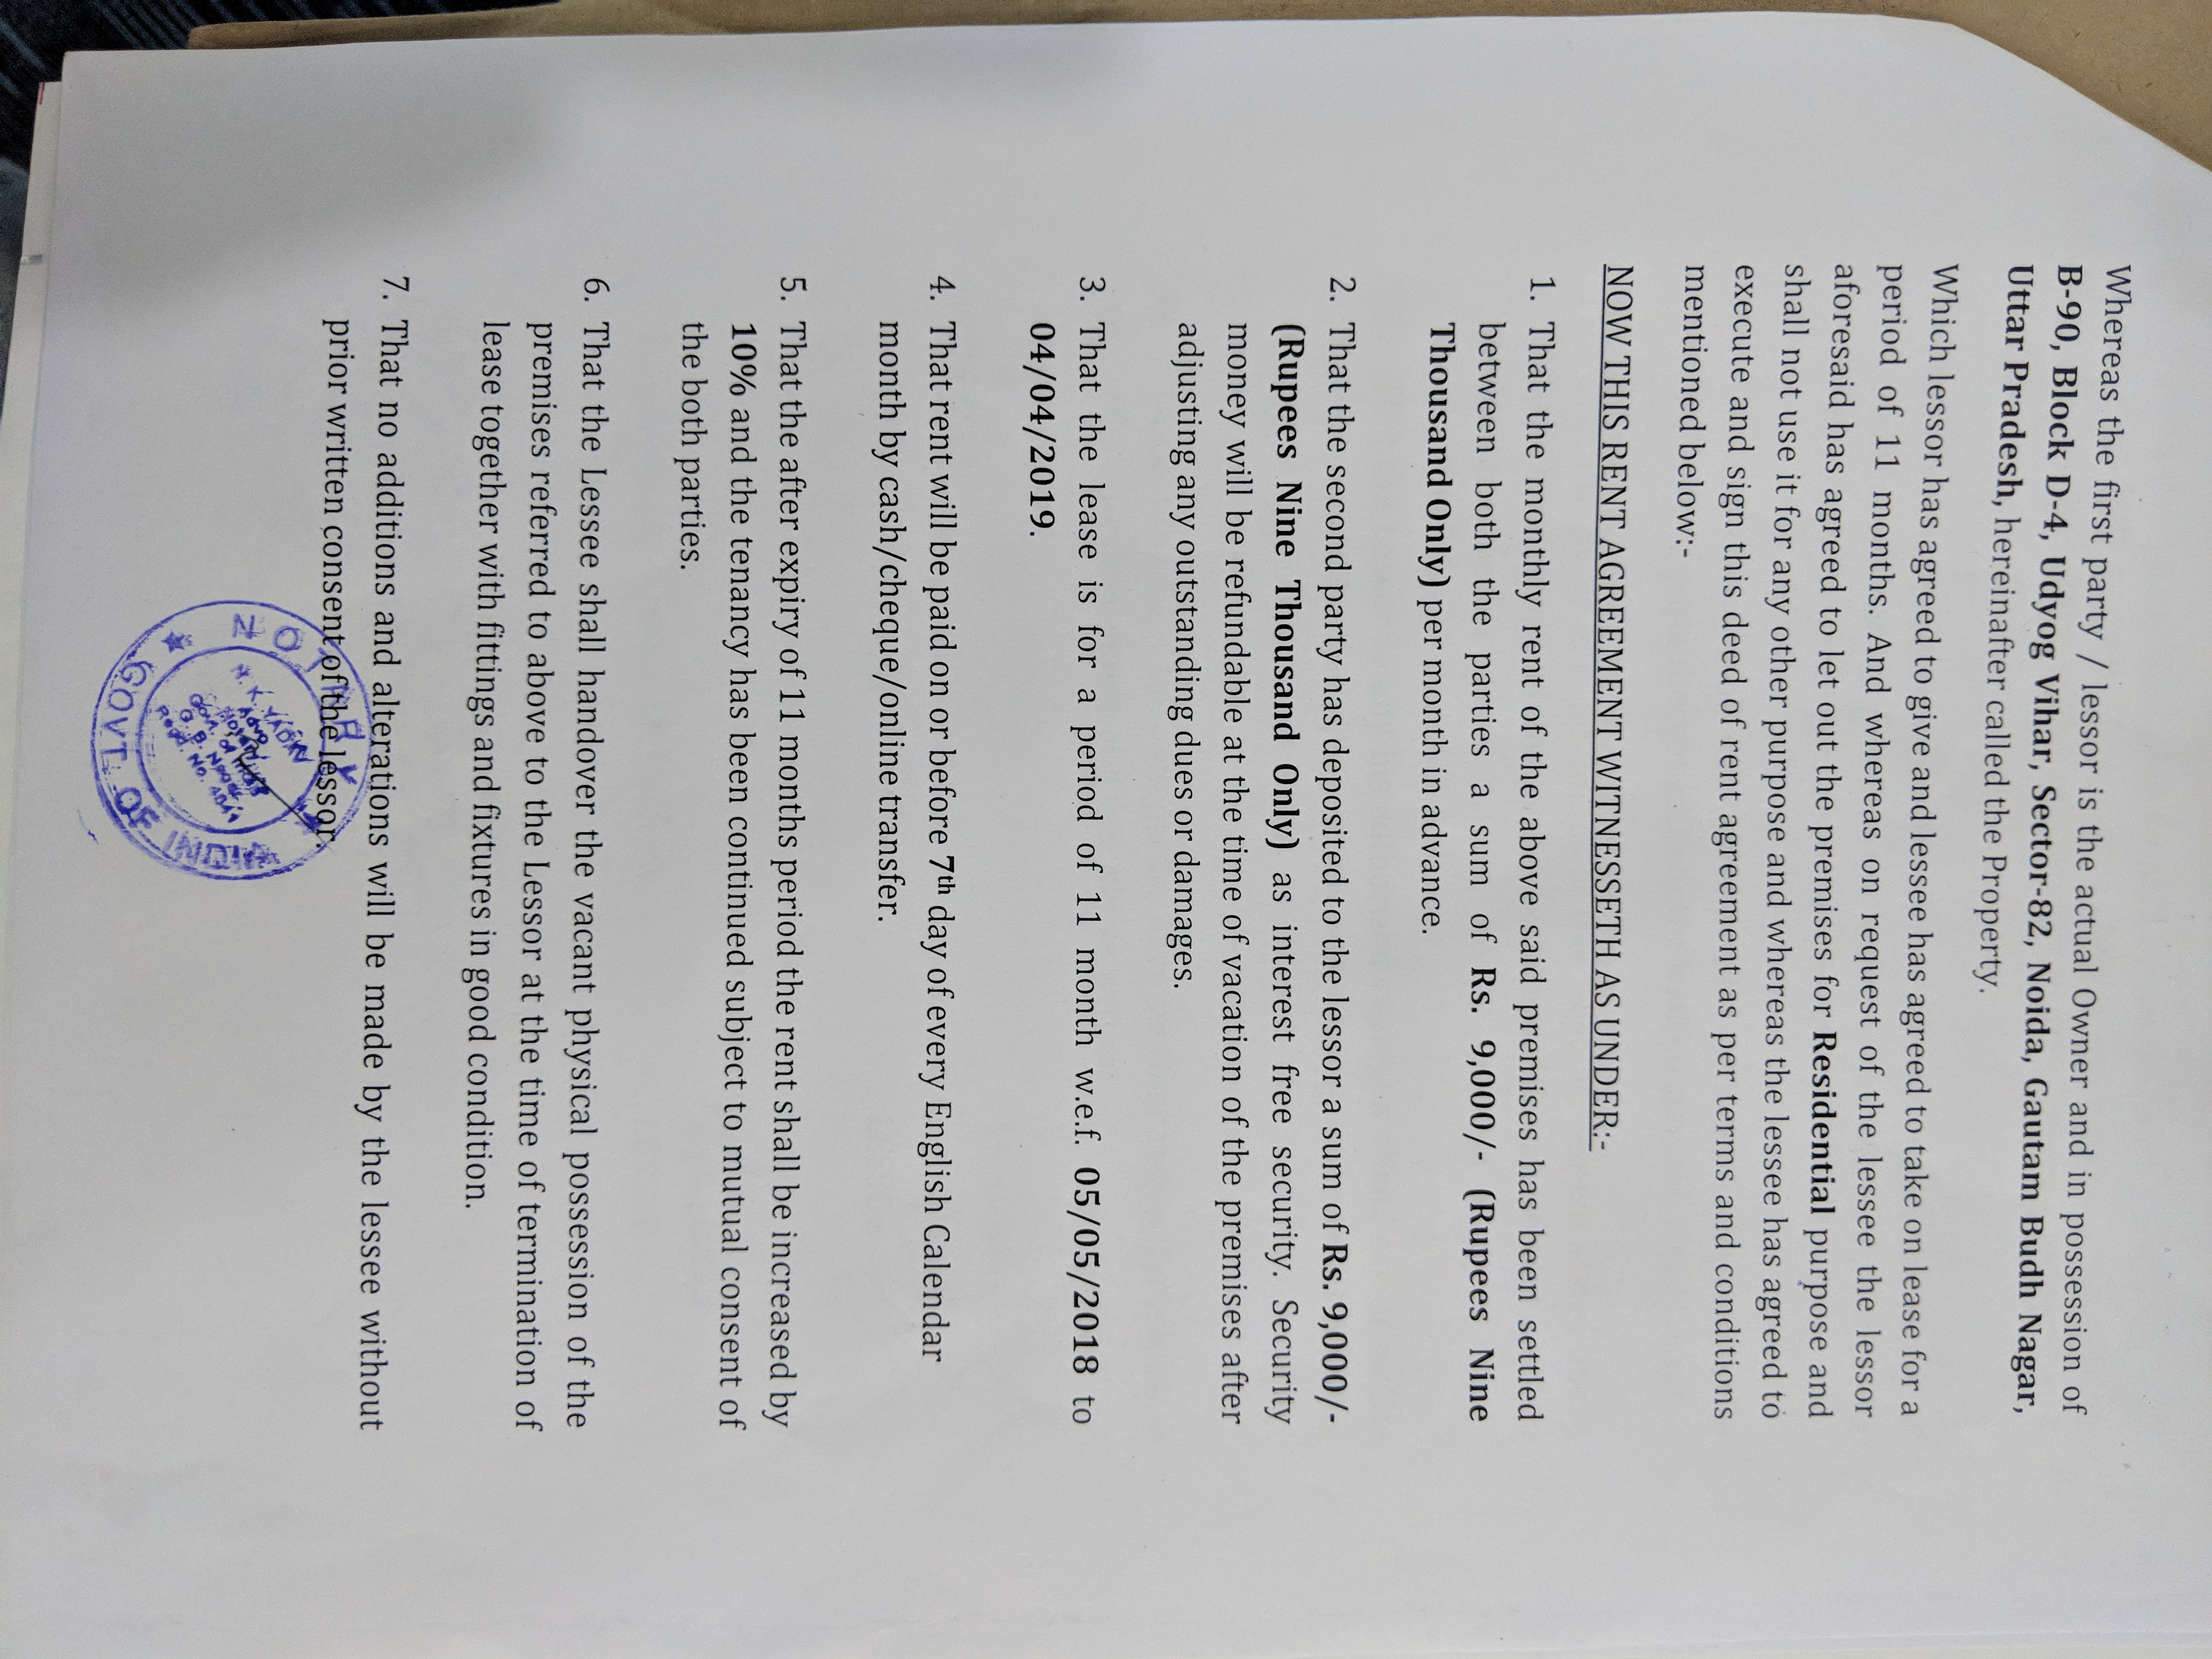 Whereas the first party / lessor is the actual Owner and in possession of
B-90, Block D-4, Udyog Vihar, Sector-82, Noida, Gautam Budh Nagar,
Uttar Pradesh, hereinafter called the Property.
Which lessor has agreed to give and lessee has agreed to take on lease for a
period of 11 months. And whereas on request of the lessee the lessor
aforesaid has agreed to let out the premises for Residential purpose and
shall not use it for any other purpose and whereas the lessee has agreed to
execute and sign this deed of rent agreement as per terms and conditions
mentioned below:-
NOW THIS RENT AGREEMENT WITNESSETH AS UNDER:-
1. That the monthly rent of the above said premises has been settled
between both the parties a sum of Rs. 9,000/- (Rupees Nine
Thousand Only) per month in advance.
2. That the second party has deposited to the lessor a sum of Rs. 9,000/-
(Rupees Nine Thousand Only) as interest free security. Security
money will be refundable at the time of vacation of the premises after
adjusting any outstanding dues or damages.
3. That the lease is for a period of 11 month w.e.f. 05/05/2018 to
04/04/2019.
4. That rent will be paid on or before 7th day of every English Calendar
month by cash/cheque/online transfer.
5. That the after expiry of 11 months period the rent shall be increased by
10% and the tenancy has been continued subject to mutual consent of
the both parties.
6. That the Lessee shall handover the vacant physical possession of the
premises referred to above to the Lessor at the time of termination of
lease together with fittings and fixtures in good condition.
7. That no additions and alterations will be made by the lessee without
prior written consent of the lessor.
NOTARY
N. K. YADAV
Govt. of
G. B. Nagar
Regd. No.
GOVT. OF INDIA